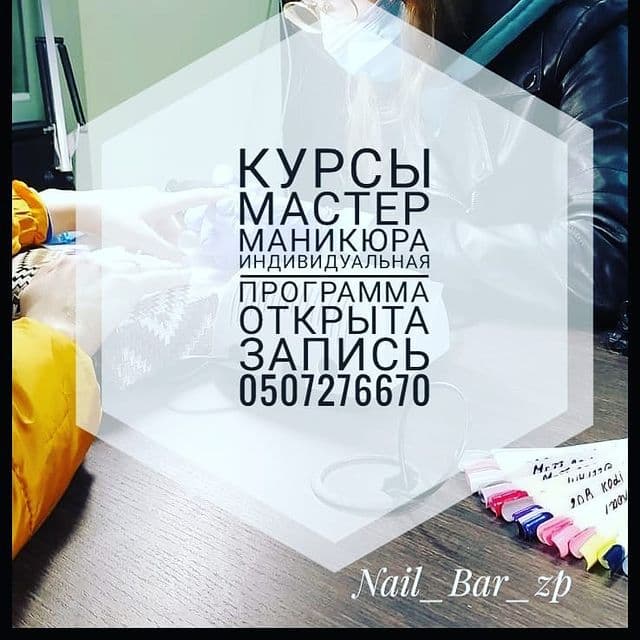 КУРСЫ
МАСТЕР
МАНИКЮРА
ИНДИВИДУАЛЬНАЯ
ПРОГРАММА
ОТКРЫТА
ЗАПИСЬ
0507276670
Nail_Bar_zp